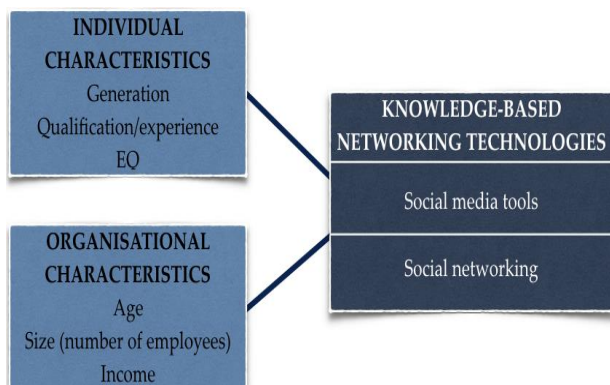 INDIVIDUAL
CHARACTERISTICS
Generation
Qualification/experience
EQ
KNOWLEDGE-BASED
NETWORKING TECHNOLOGIES
Social media tools
Social networking
ORGANISATIONAL
CHARACTERISTICS
Age
Size (number of employees)
Income